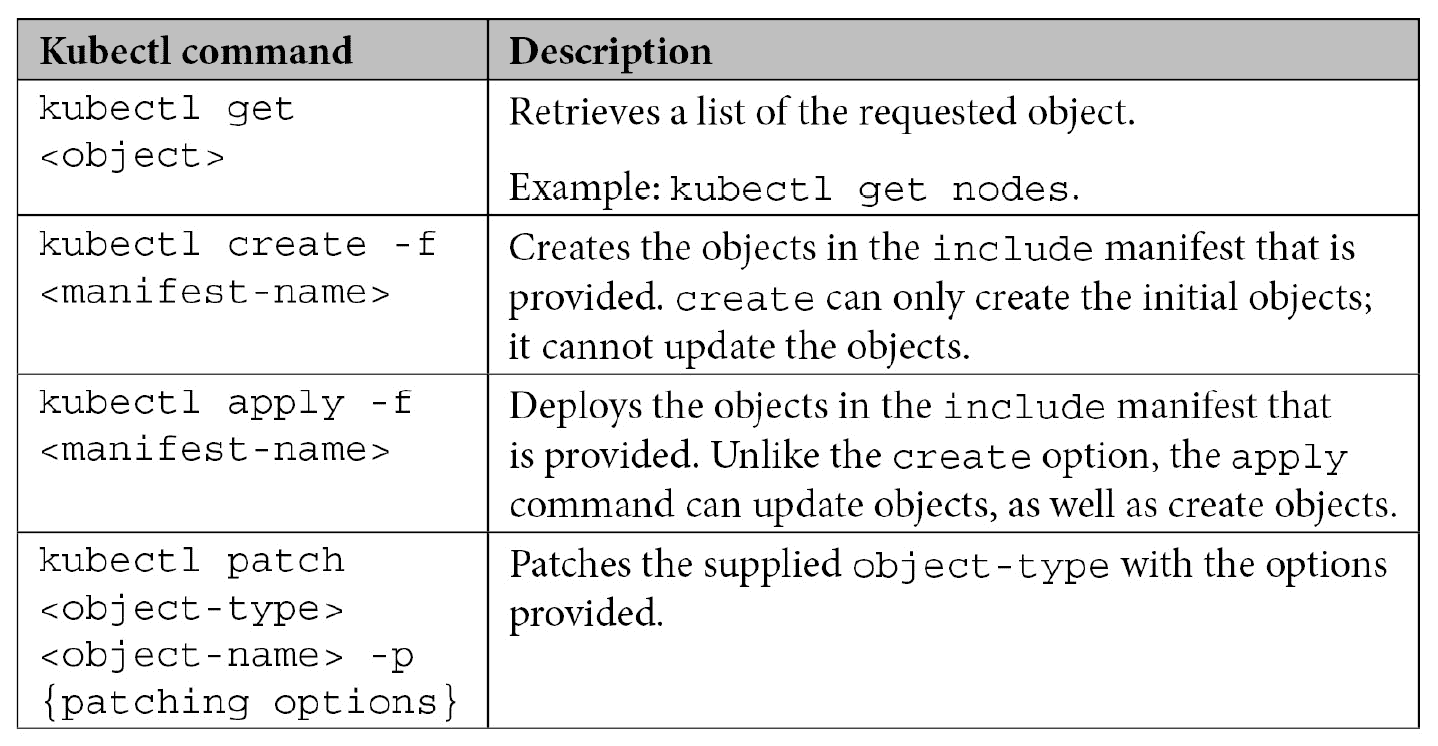 Kubectl command
Description
kubectl get
<object>
Retrieves a list of the requested object.
Example: kubectl get nodes.
kubectl create -f
<manifest-name>
Creates the objects in the include manifest that is
provided. create can only create the initial objects;
it cannot update the objects.
kubectl apply -f
<manifest-name>
Deploys the objects in the include manifest that
is provided. Unlike the create option, the apply
command can update objects, as well as create objects.
kubectl patch
<object-type>
<object-name> -p
{patching options}
Patches the supplied object-type with the options
provided.